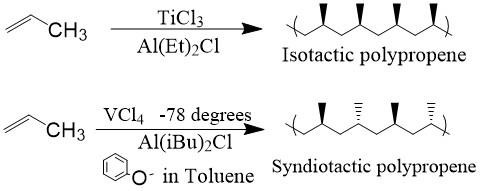 TiCl3
CH3
Al(Et)2Cl
Isotactic polypropene
VCl4 -78 degrees
CH3
Al(iBu)2Cl
O- in Toluene
Syndiotactic polypropene